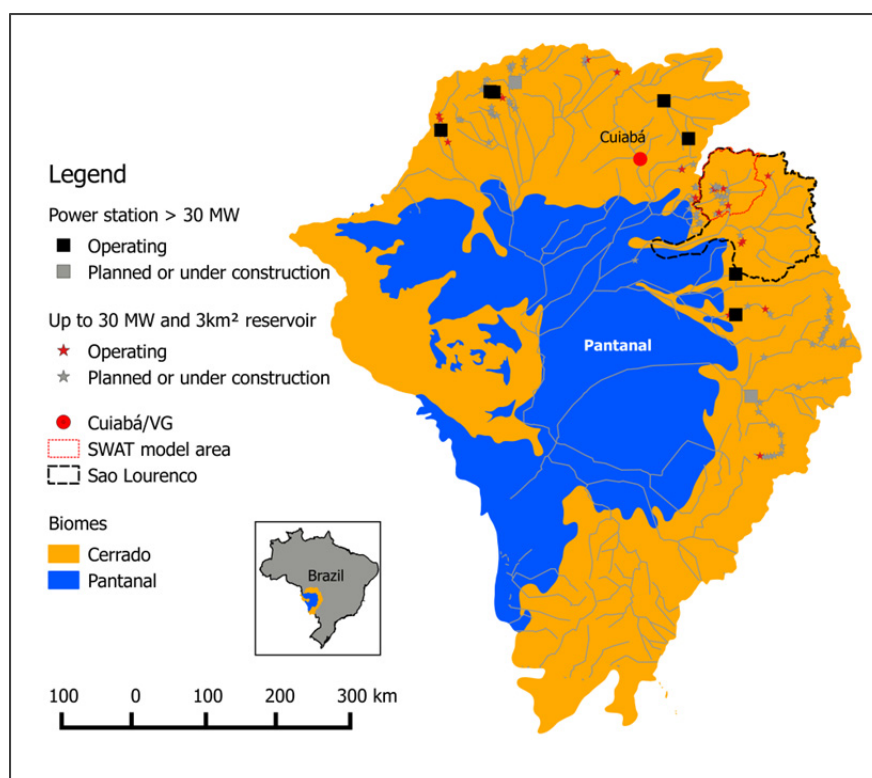 Cuiabá
Legend
Power station > 30 MW
Operating
Planned or under construction
Up to 30 MW and 3km² reservoir
Operating
Planned or under construction
Cuiabá/VG
SWAT model area
Sao Lourenco
Biomes
Cerrado
Pantanal
Pantanal
Brazil
100 0 100 200 300 km